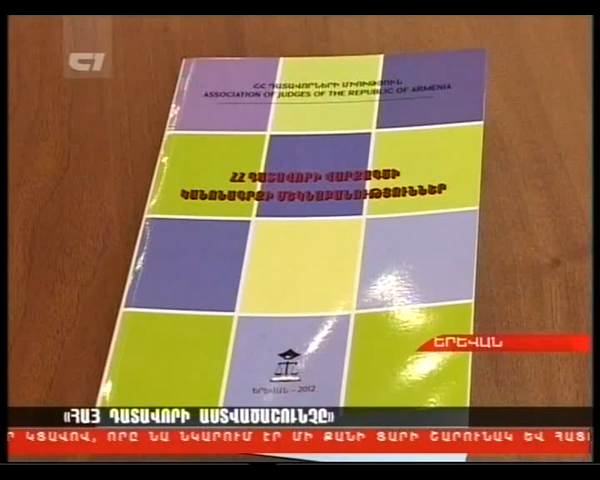 C1
ՀՀ ԴԱՏԱՎՈՐՆԵՐԻ ՄԻՈՒԹՅՈՒՆ
ASSOCIATION OF JUDGES OF THE REPUBLIC OF ARMENIA
ՀՀ ԴԱՏԱՎՈՐԻ ՎԱՐՔԱԳԾԻ
ԿԱՆՈՆԱԳՐՔԻ ՄԵԿՆԱԲԱՆՈՒԹՅՈՒՆՆԵՐ
ԵՐԵՎԱՆ
ԵՐԵՎԱՆ - 2012
«ՀԱՅ ԴԱՏԱՎՈՐԻ ԱՍՏՎԱԾԱՇՈՒՆՉԸ»
ԿՏԱՎՈՎ, ՈՐԸ ՆԱ ՆԿԱՐՈՒՄ ԷՐ ՄԻ ՔԱՆԻ ՏԱՐԻ ՇԱՐՈՒՆԱԿ ԵՎ